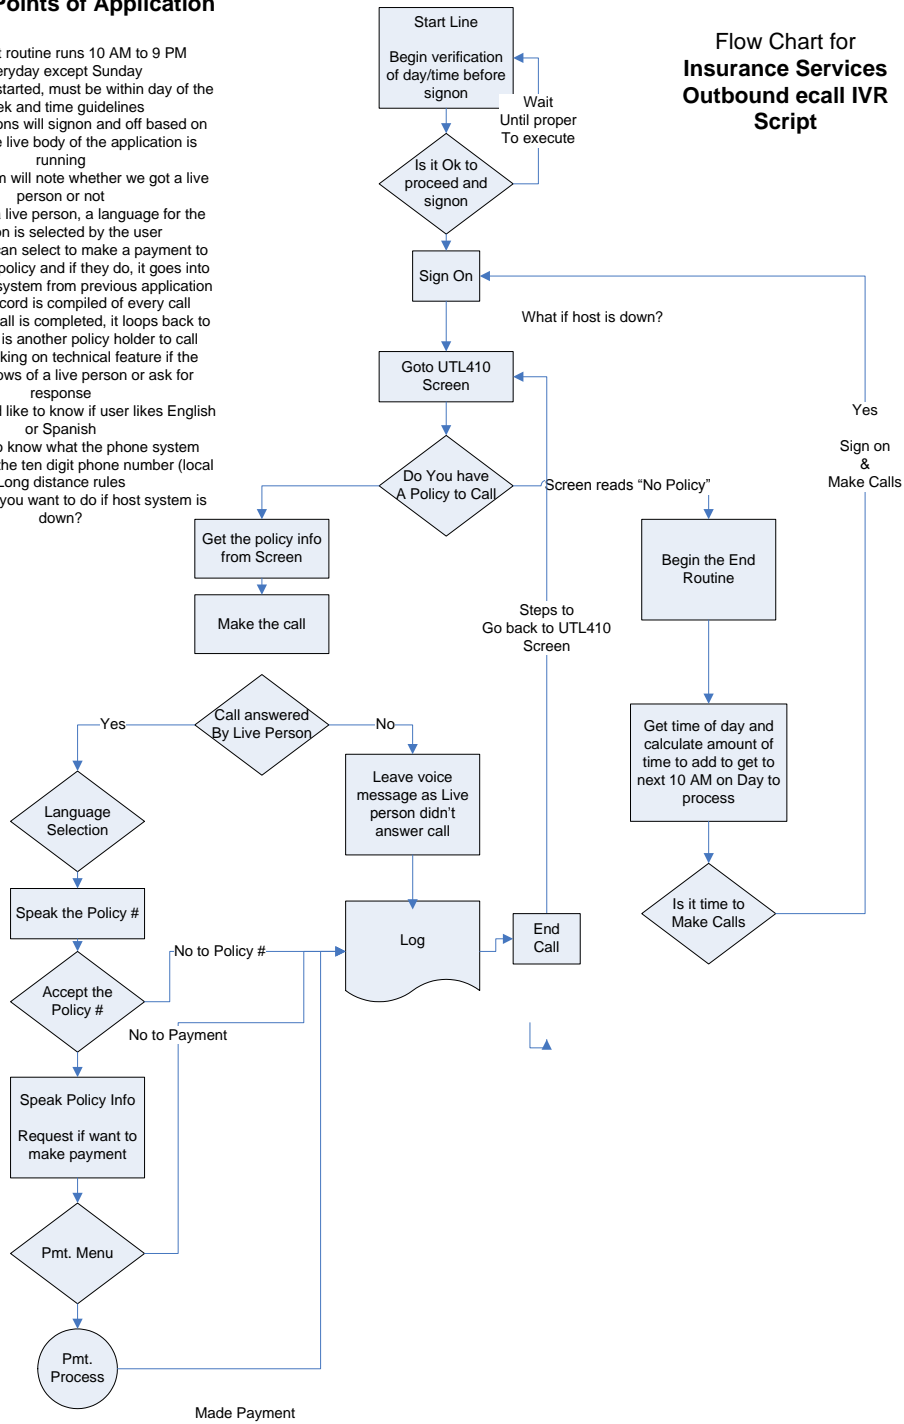 Points of Application
routine runs 10 AM to 9 PM
except Sunday
started, must be within day of the
and time guidelines
will signon and off based on
live body of the application is
running
will note whether we got a live
person or not
live person, a language for the
is selected by the user
can select to make a payment to
policy and if they do, it goes into
system from previous application
is compiled of every call
is completed, it loops back to
is another policy holder to call
on technical feature if the
of a live person or ask for
response
like to know if user likes English
or Spanish
know what the phone system
the ten digit phone number (local
Long distance rules
you want to do if host system is
down?
Flow Chart for
Insurance Services
Outbound ecall IVR
Script
Start Line
Begin verification
of day/time before
signon
Wait
Until proper
To execute
Is it Ok to
proceed and
signon
Sign On
What if host is down?
Goto UTL410
Screen
Yes
Sign on
&
Make Calls
Do You have
A Policy to Call
Screen reads “No Policy”
Get the policy info
from Screen
Begin the End
Routine
Make the call
Steps to
Go back to UTL410
Screen
Call answered
By Live Person
Yes
No
Get time of day and
calculate amount of
time to add to get to
next 10 AM on Day to
process
Leave voice
message as Live
person didn’t
answer call
Language
Selection
Speak the Policy #
Is it time to
Make Calls
Log
End
Call
No to Policy #
Accept the
Policy #
No to Payment
Speak Policy Info
Request if want to
make payment
Pmt. Menu
Pmt.
Process
Made Payment